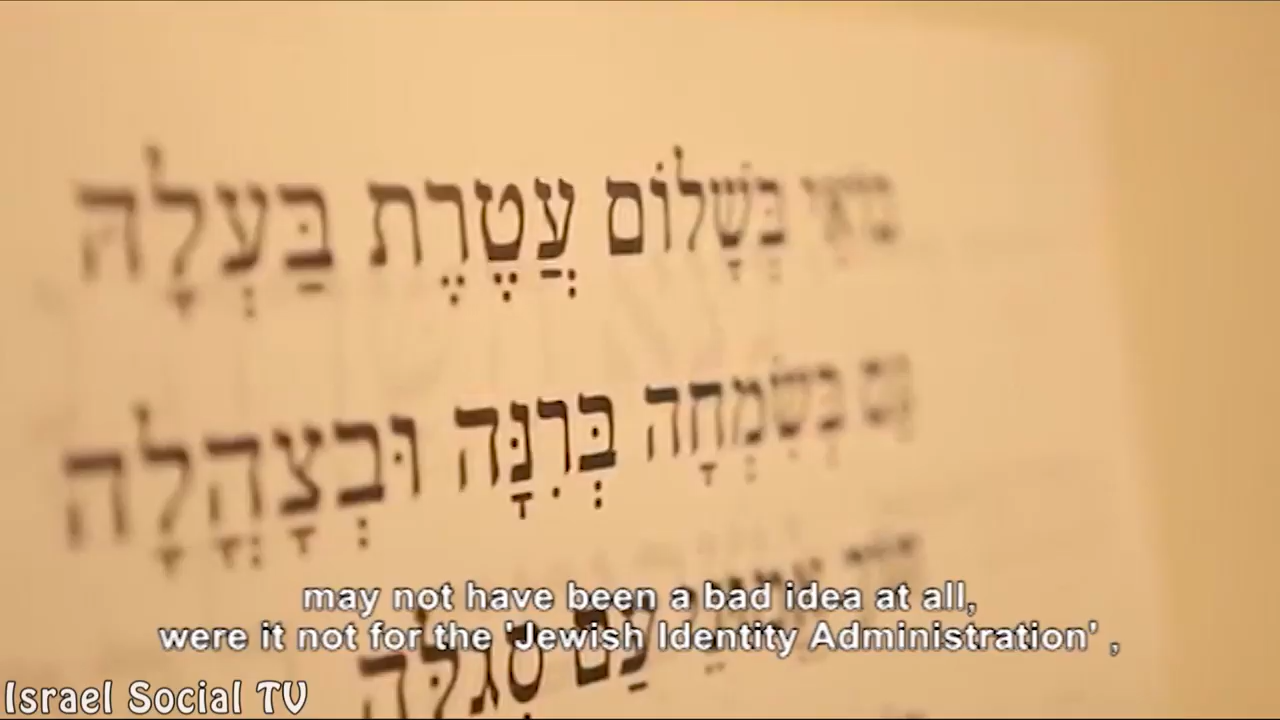 בּוֹאִי בְּשָׁלוֹם עֲטֶרֶת בַּעְלָהּ
גַּם בְּשִׂמְחָה בְּרִנָּה וּבְצָהֳלָה
עַם סְגֻלָּה
may not have been a bad idea at all,
were it not for the 'Jewish Identity Administration' ,
Israel Social TV